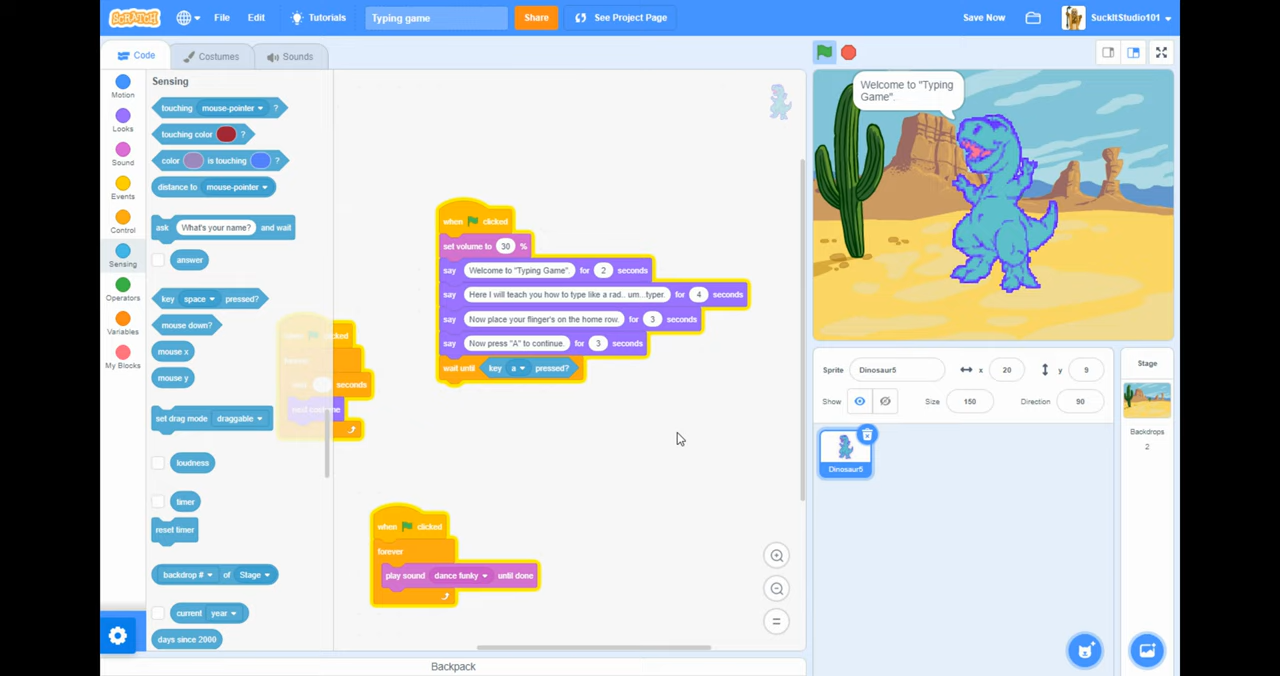 SCRATCH File Edit Tutorials Typing game Share See Project Page Save Now SuckItStudio101
Code Costumes Sounds
Motion
Looks
Sound
Events
Control
Sensing
Operators
Variables
My Blocks
Sensing
touching mouse-pointer ?
touching color ?
color is touching ?
distance to mouse-pointer
ask What's your name? and wait
answer
key space pressed?
mouse down?
mouse x
mouse y
set drag mode draggable
loudness
timer
reset timer
backdrop # of Stage
current year
days since 2000
clicked
seconds
when clicked
set volume to 30 %
say Welcome to "Typing Game". for 2 seconds
say Here I will teach you how to type like a rad.. um...typer. for 4 seconds
say Now place your flinger's on the home row. for 3 seconds
say Now press "A" to continue. for 3 seconds
wait until key a pressed?
when clicked
forever
play sound dance funky until done
Backpack
Welcome to "Typing
Game".
Sprite Dinosaur5 x 20 y 9
Show Size 150 Direction 90
Dinosaur5
Stage
Backdrops
2